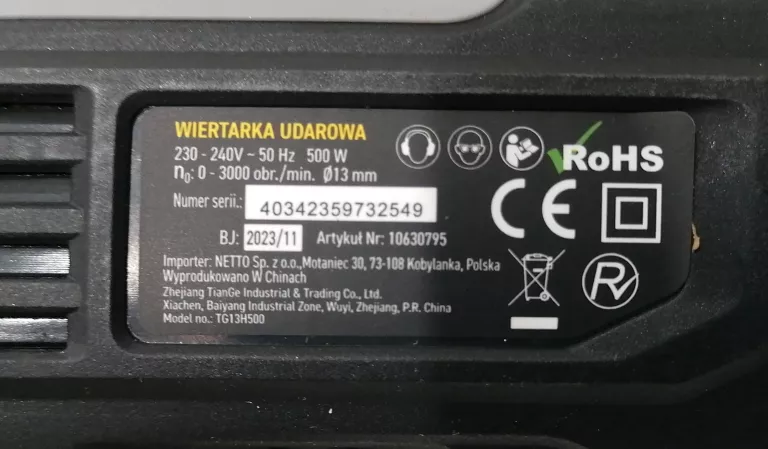 WIERTARKA UDAROWA
230 - 240V ~ 50 Hz 500 W
n0: 0 - 3000 obr./min. Ø13 mm
Numer serii.: 40342359732549
BJ: 2023/11 Artykuł Nr: 10630795
Importer: NETTO Sp. z o.o.,Motaniec 30, 73-108 Kobylanka, Polska
Wyprodukowano W Chinach
Zhejiang TianGe Industrial & Trading Co., Ltd.
Xiachen, Baiyang Industrial Zone, Wuyi, Zhejiang, P.R. China
Model no.: TG13H500
RoHS
CE
R